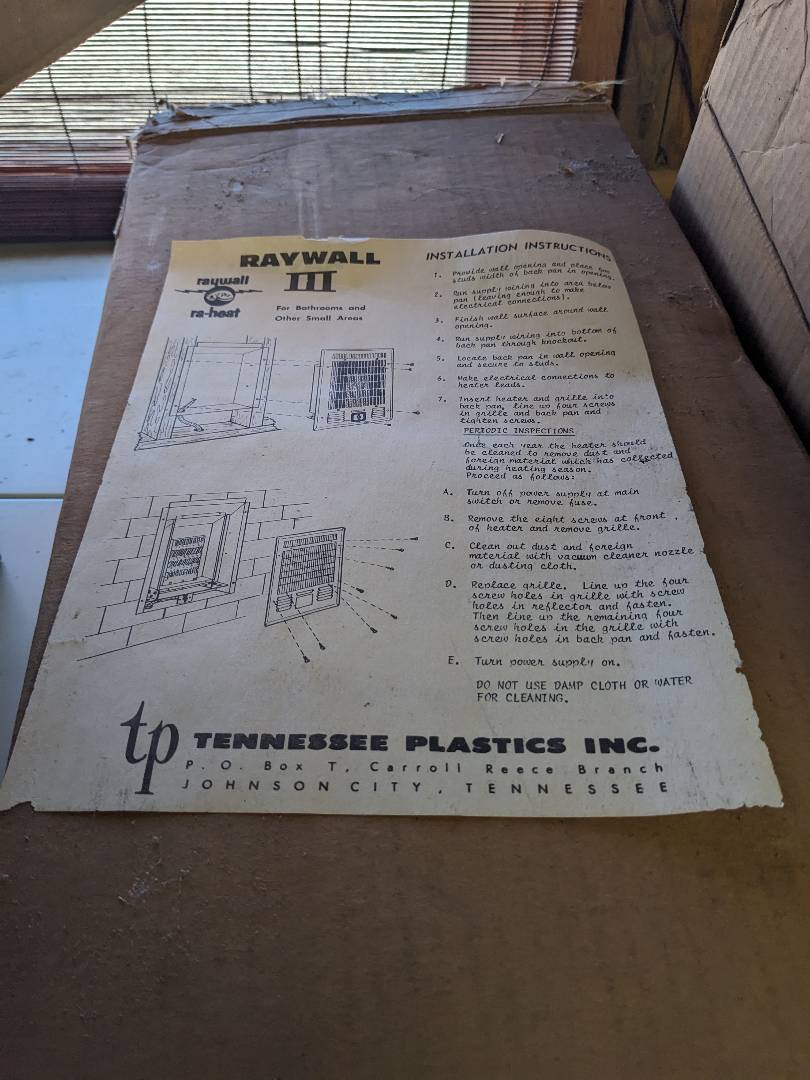 RAYWALL
III
raywall
ra-heat
For Bathrooms and
Other Small Areas
INSTALLATION INSTRUCTIONS
1. Provide wall opening and place
studs width of back pan in opening.
2. Run supply wiring into area below
pan (leaving enough to make
electrical connections).
3. Finish wall surface around wall
opening.
4. Run supply wiring into bottom of
back pan through knockout.
5. Locate back pan in wall opening
and secure to studs.
6. Make electrical connections to
heater leads.
7. Insert heater and grille into
back pan, line up four screws
in grille and back pan and
tighten screws.
PERIODIC INSPECTIONS
Once each year the heater should
be cleaned to remove dust and
foreign material which has collected
during heating season.
Proceed as follows:
A. Turn off power supply at main
switch or remove fuse.
B. Remove the eight screws at front
of heater and remove grille.
C. Clean out dust and foreign
material with vacuum cleaner nozzle
or dusting cloth.
D. Replace grille. Line up the four
screw holes in grille with screw
holes in reflector and fasten.
Then line up the remaining four
screw holes in the grille with
screw holes in back pan and fasten.
E. Turn power supply on.
DO NOT USE DAMP CLOTH OR WATER
FOR CLEANING.
tp TENNESSEE PLASTICS INC.
P. O. Box T, Carroll Reece Branch
JOHNSON CITY, TENNESSEE